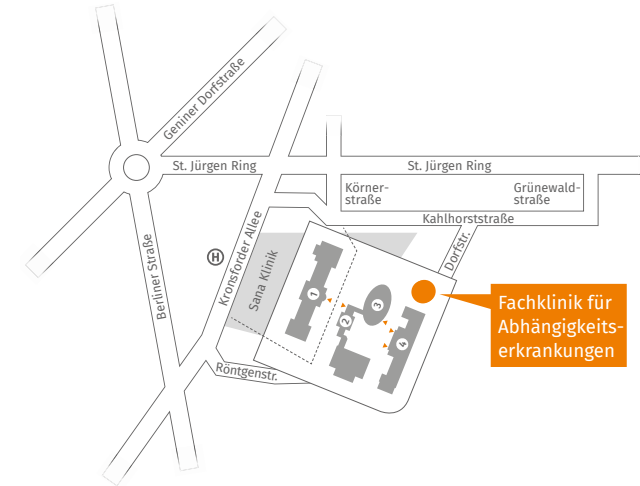 Geniner Dorfstraße
St. Jürgen Ring
St. Jürgen Ring
Körner-
straße
Grünewald-
straße
Kahlhorststraße
Kronsforder Allee
Dorfstr.
Berliner Straße
H
Sana Klinik
1
2
3
4
Fachklinik für
Abhängigkeits-
erkrankungen
Röntgenstr.